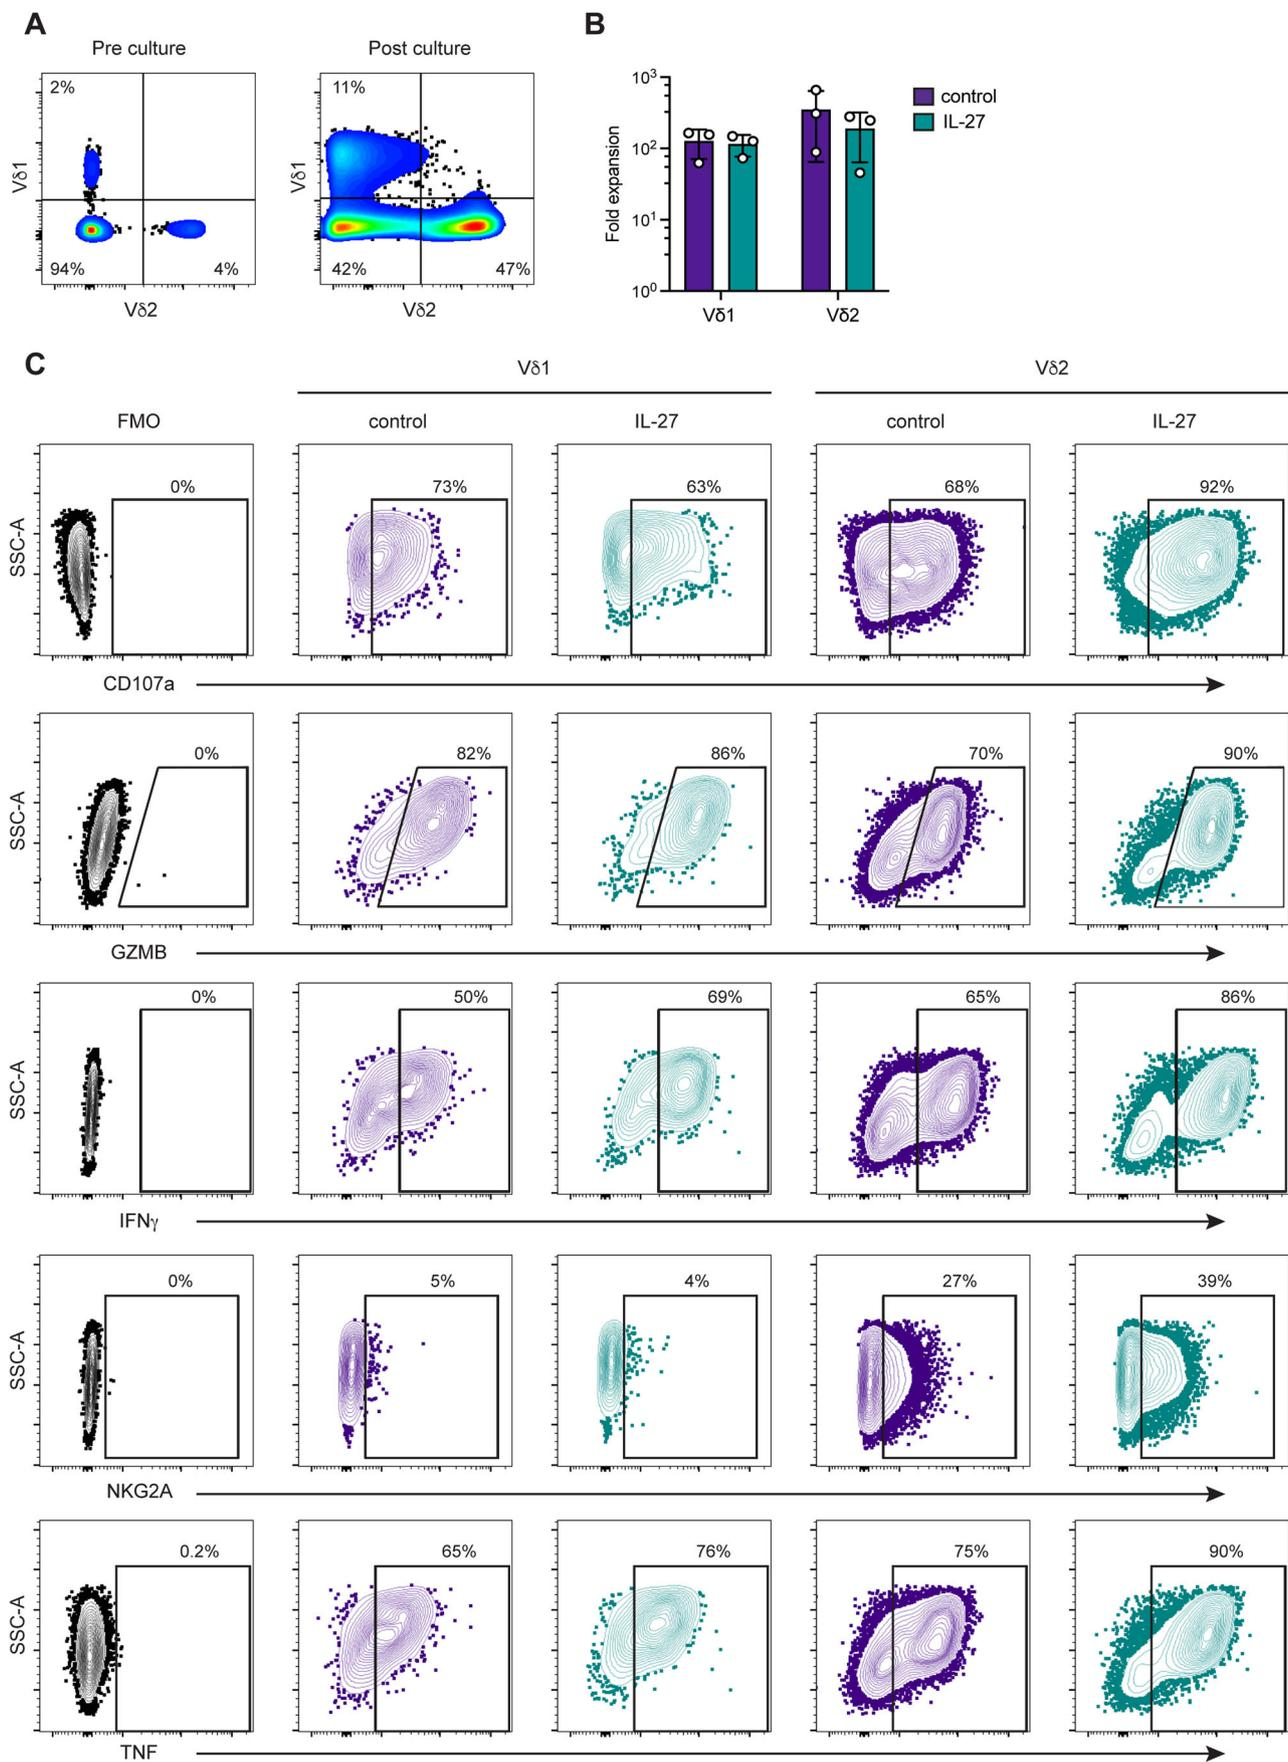 A
B
Pre culture
Post culture
2%
94%
4%
Vδ1
Vδ2
11%
42%
47%
Vδ1
Vδ2
10³
10²
10¹
10⁰
Fold expansion
Vδ1
Vδ2
control
IL-27
C
Vδ1
Vδ2
FMO
control
IL-27
control
IL-27
SSC-A
0%
73%
63%
68%
92%
CD107a
SSC-A
0%
82%
86%
70%
90%
GZMB
SSC-A
0%
50%
69%
65%
86%
IFNγ
SSC-A
0%
5%
4%
27%
39%
NKG2A
SSC-A
0.2%
65%
76%
75%
90%
TNF